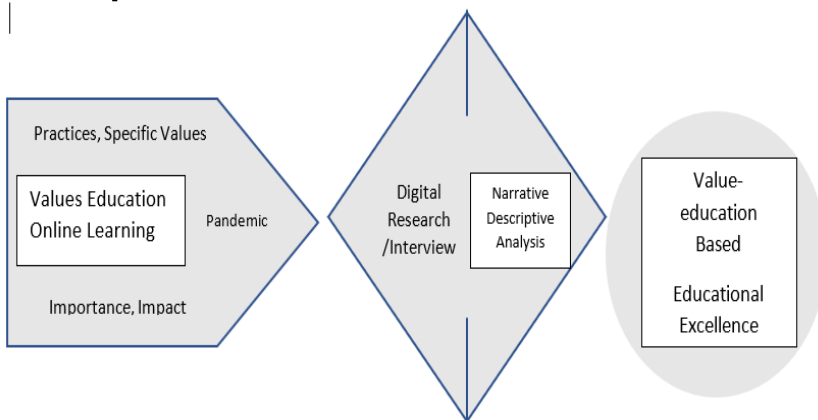 Practices, Specific Values
Values Education
Online Learning
Pandemic
Importance, Impact
Digital
Research
/Interview
Narrative
Descriptive
Analysis
Value-
education
Based
Educational
Excellence